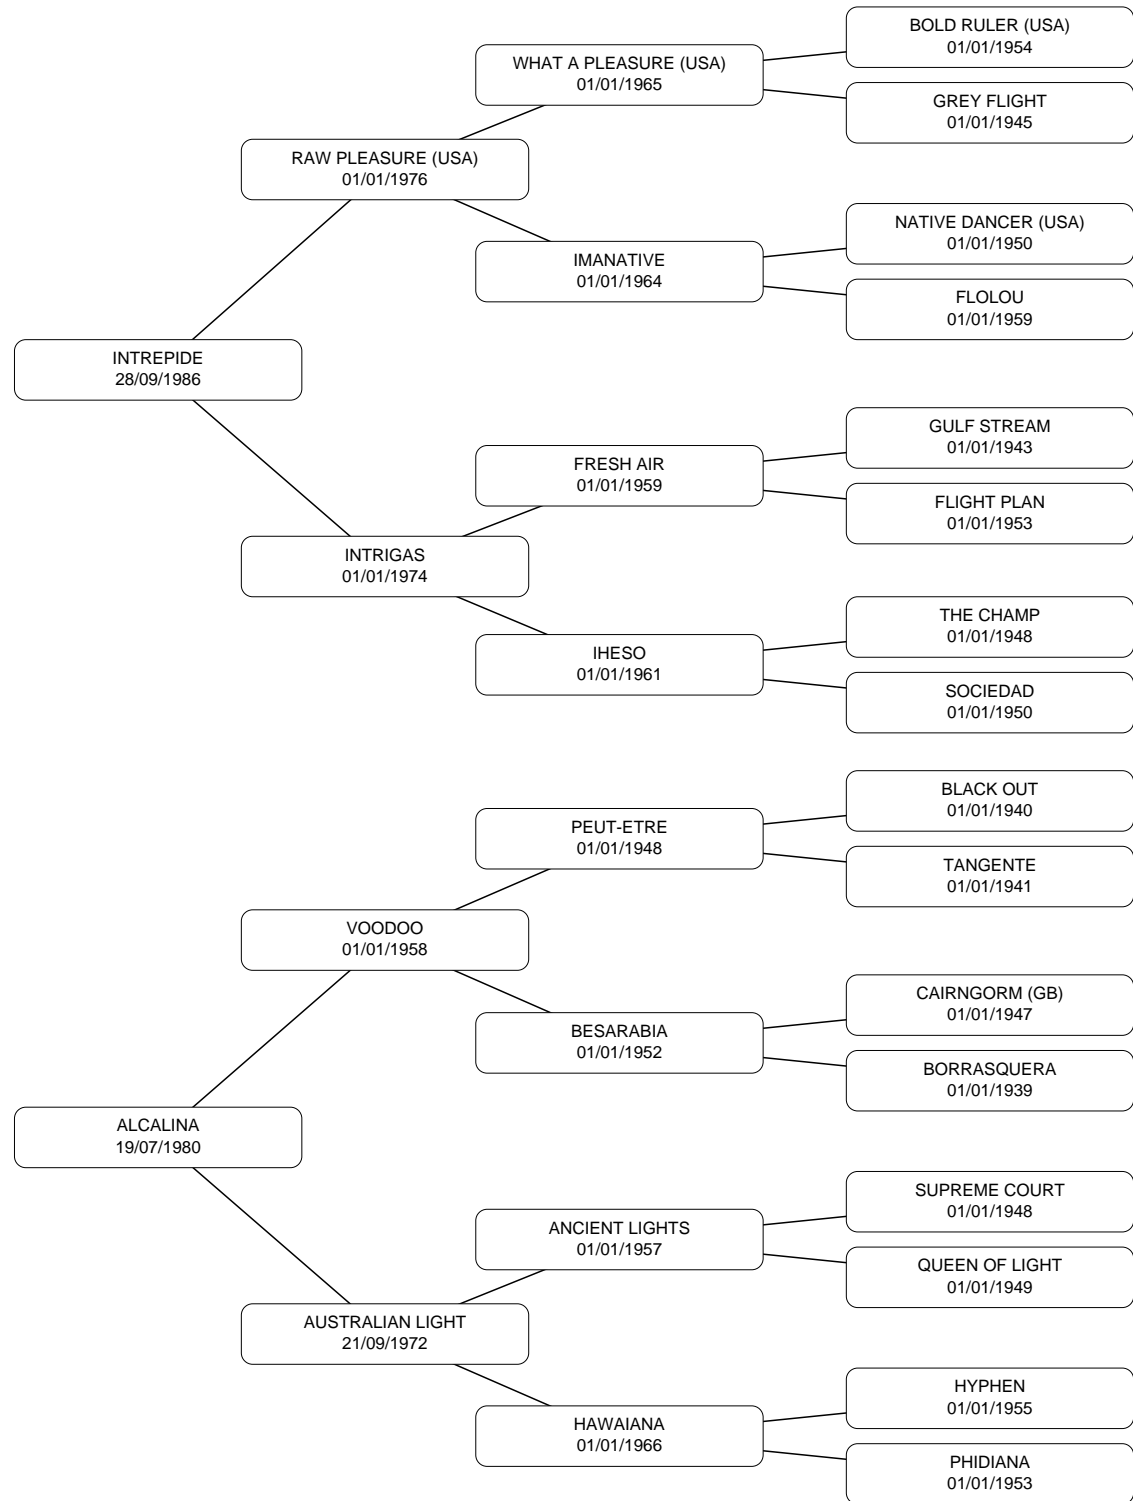 BOLD RULER (USA)
01/01/1954
WHAT A PLEASURE (USA)
01/01/1965
GREY FLIGHT
01/01/1945
RAW PLEASURE (USA)
01/01/1976
NATIVE DANCER (USA)
01/01/1950
IMANATIVE
01/01/1964
FLOLOU
01/01/1959
INTREPIDE
28/09/1986
GULF STREAM
01/01/1943
FRESH AIR
01/01/1959
FLIGHT PLAN
01/01/1953
INTRIGAS
01/01/1974
THE CHAMP
01/01/1948
IHESO
01/01/1961
SOCIEDAD
01/01/1950
BLACK OUT
01/01/1940
PEUT-ETRE
01/01/1948
TANGENTE
01/01/1941
VOODOO
01/01/1958
CAIRNGORM (GB)
01/01/1947
BESARABIA
01/01/1952
BORRASQUERA
01/01/1939
ALCALINA
19/07/1980
SUPREME COURT
01/01/1948
ANCIENT LIGHTS
01/01/1957
QUEEN OF LIGHT
01/01/1949
AUSTRALIAN LIGHT
21/09/1972
HYPHEN
01/01/1955
HAWAIANA
01/01/1966
PHIDIANA
01/01/1953